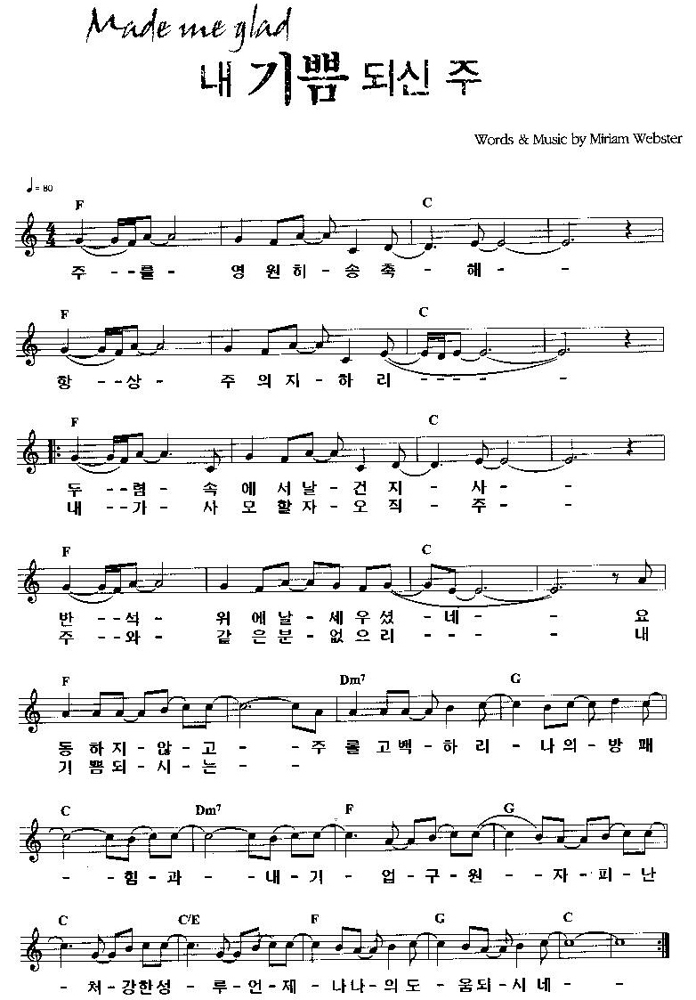 Made me glad
내 기쁨 되신 주
Words & Music by Miriam Webster
♩= 80
F C
주 - - 를 - 영 원 히 - 송 축 - 해 - -
F C
항 - 상 - 주 의 지 - 하 리 - - - - -
F C
두 - - 렴 - 속 에 서 날 - 건 지 - 사 - -
내 - - 가 - 사 모 할 자 - 오 직 - 주 - -
F C
반 - - 석 - 위 에 날 - 세 우 셨 - 네 - - 요
주 - - 와 - 같 은 분 - 없 으 리 - - - - 내
F Dm7 G
동 하 지 - 않 고 - - 주 를 고 백 - 하 리 - 나 의 - 방 패
기 쁨 되 - 시 는 - -
C Dm7 F G
- - 힘 - 과 - - 내 - 기 - 업 - 구 - 원 - 자 - 피 - 난
C C/E F G C
- 처 - 강 한 성 - 루 - 언 - 제 - 나 나 - 의 도 - 움 되 - 시 네 - -